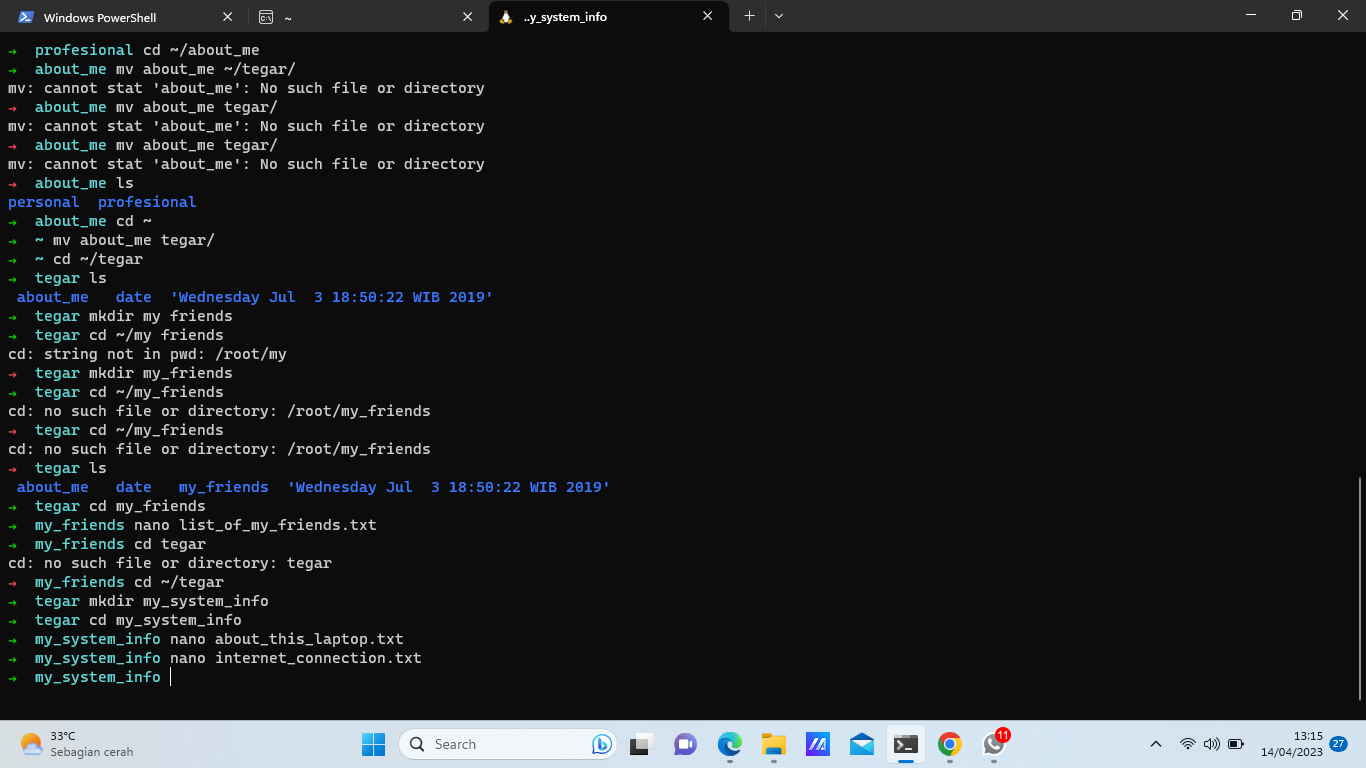 Windows PowerShell
~
..y_system_info
→ profesional cd ~/about_me
→ about_me mv about_me ~/tegar/
mv: cannot stat 'about_me': No such file or directory
→ about_me mv about_me tegar/
mv: cannot stat 'about_me': No such file or directory
→ about_me mv about_me tegar/
mv: cannot stat 'about_me': No such file or directory
→ about_me ls
personal profesional
→ about_me cd ~
→ ~ mv about_me tegar/
→ ~ cd ~/tegar
→ tegar ls
about_me date 'Wednesday Jul  3 18:50:22 WIB 2019'
→ tegar mkdir my friends
→ tegar cd ~/my friends
cd: string not in pwd: /root/my
→ tegar mkdir my_friends
→ tegar cd ~/my_friends
cd: no such file or directory: /root/my_friends
→ tegar cd ~/my_friends
cd: no such file or directory: /root/my_friends
→ tegar ls
about_me date my_friends 'Wednesday Jul  3 18:50:22 WIB 2019'
→ tegar cd my_friends
→ my_friends nano list_of_my_friends.txt
→ my_friends cd tegar
cd: no such file or directory: tegar
→ my_friends cd ~/tegar
→ tegar mkdir my_system_info
→ tegar cd my_system_info
→ my_system_info nano about_this_laptop.txt
→ my_system_info nano internet_connection.txt
→ my_system_info
33°C
Sebagian cerah
Search
11
13:15
14/04/2023
27